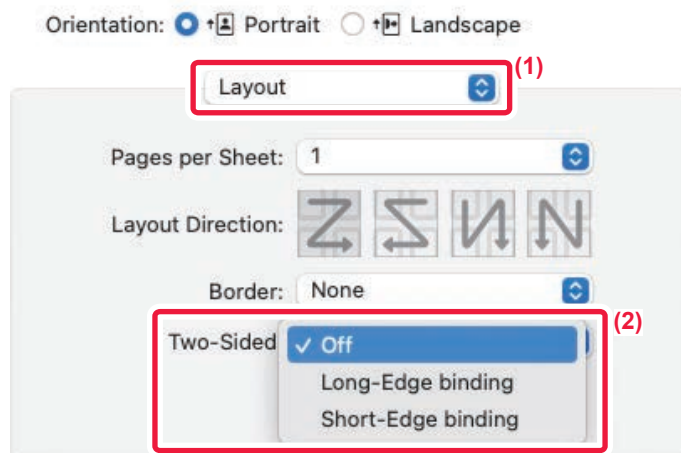 Orientation: Portrait Landscape
Layout
(1)
Pages per Sheet: 1
Layout Direction:
Border: None
(2)
Two-Sided ✓ Off
Long-Edge binding
Short-Edge binding